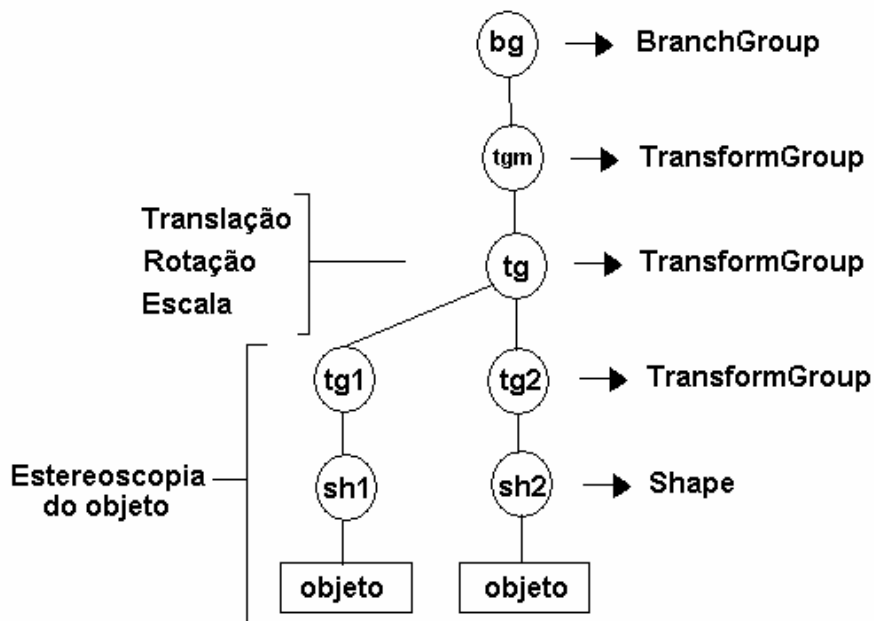 bg BranchGroup
tgm TransformGroup
Translação
Rotação
Escala
tg TransformGroup
tg1 tg2 TransformGroup
Estereoscopia
do objeto
sh1 sh2 Shape
objeto objeto